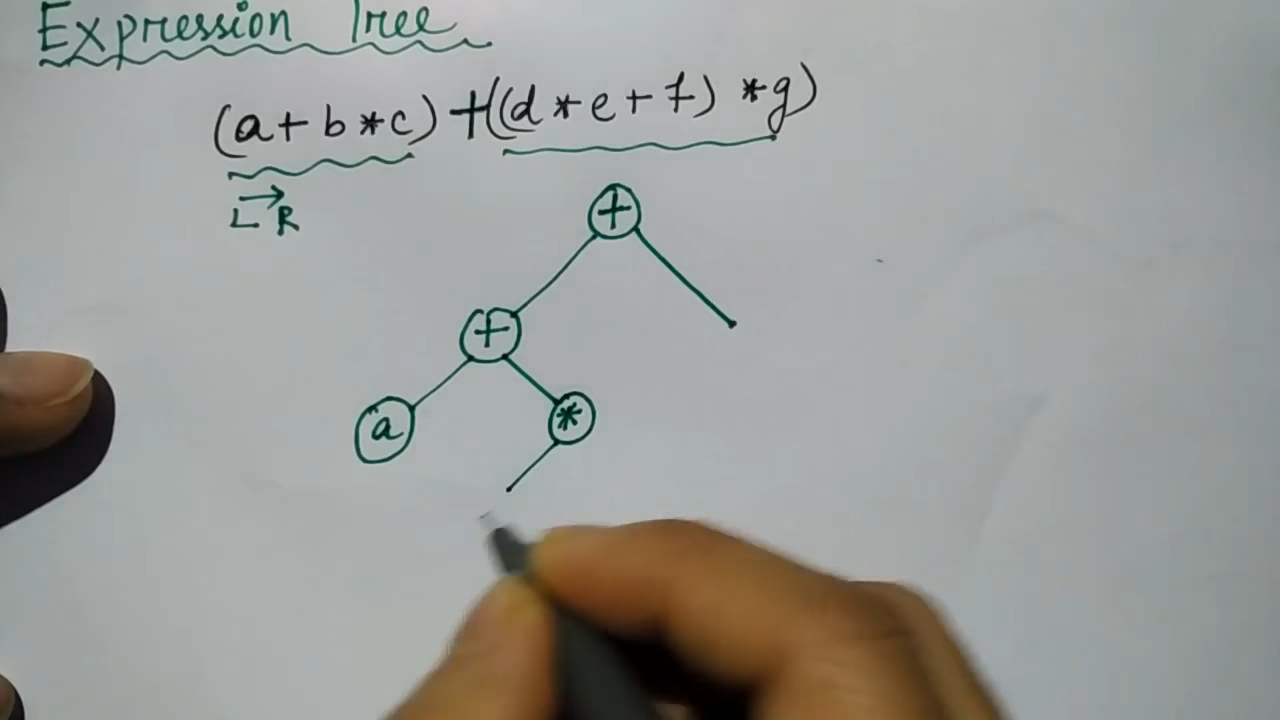 Expression Tree
(a+b*c)+((d*e+f)*g)
L R
+
+
a *